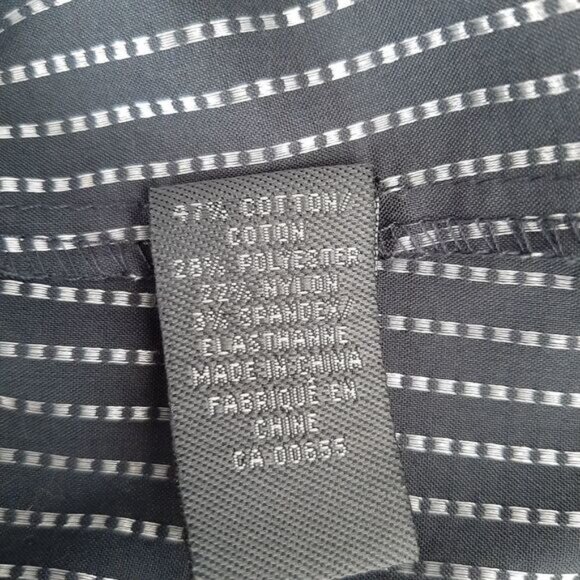 47% COTTON/
COTON
28% POLYESTER
22% NYLON
3% SPANDEX/
ELASTHANNE
MADE IN CHINA
FABRIQUÉ EN
CHINE
CA 00655